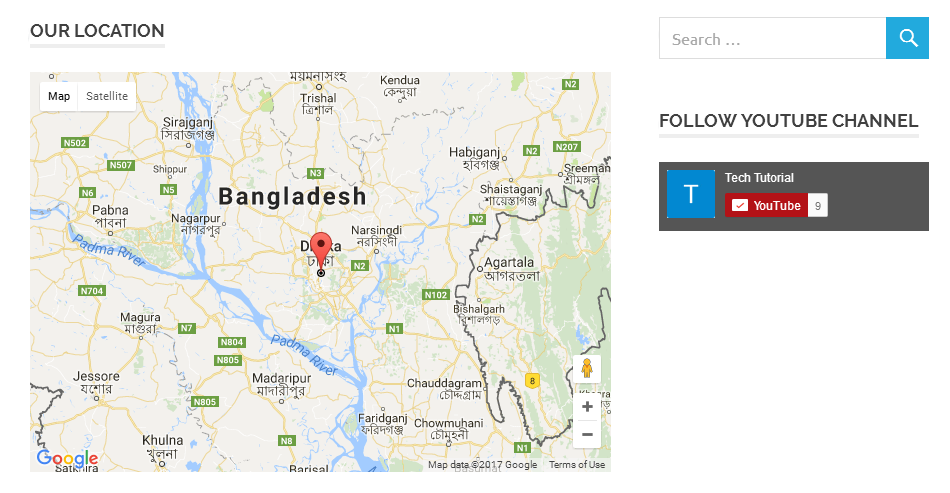 OUR LOCATION
Search …
FOLLOW YOUTUBE CHANNEL
Tech Tutorial
T
YouTube 9
Map Satellite
ময়মনসিংহ
Kendua
কেন্দুয়া
N2
Trishal
ত্রিশাল
Sirajganj
সিরাজগঞ্জ
N502
N507
Shippur
N3
Habiganj
হবিগঞ্জ
N2
N207
Sreeman
শ্রীমঙ্গল
Shaistaganj
শায়েস্তাগঞ্জ
N6
N5
Bangladesh
Pabna
পাবনা
Nagarpur
নাগরপুর
Narsingdi
নরসিংদী
N2
Padma River
ঢাকা
N2
Agartala
আগরতলা
N704
N102
Bishalgarh
বিশালগড়
Magura
মাগুরা
N7
N1
N804
N805
Padma River
Jessore
যশোর
Madaripur
মাদারীপুর
Chauddagram
চৌদ্দগ্রাম
8
N805
Faridganj
ফরিদগঞ্জ
Chowmuhani
চৌমুহনী
Khulna
খুলনা
N8
N1
Google
Satkhira
Barisal
Map data ©2017 Google Terms of Use